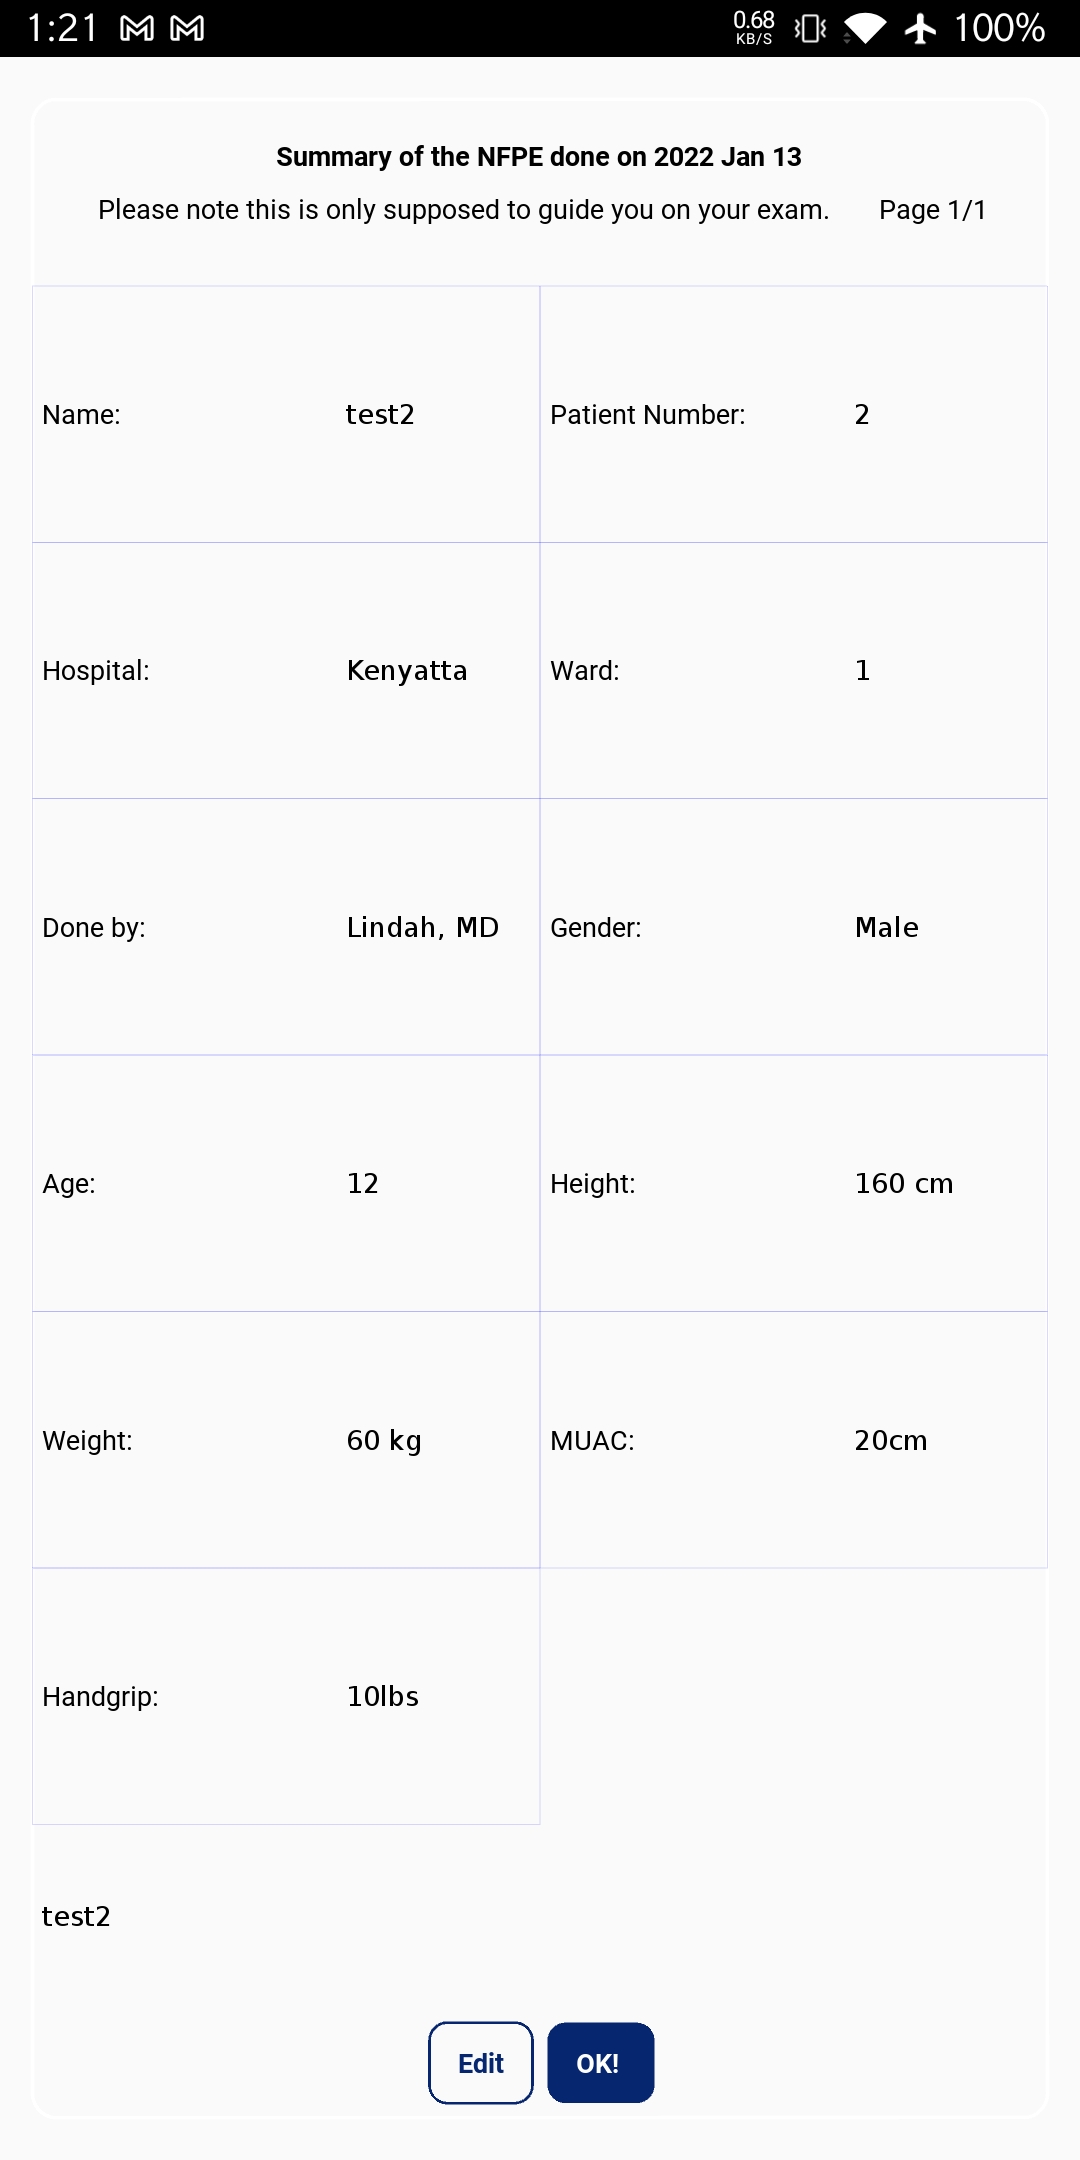 1:21 0.68 KB/S 100%
Summary of the NFPE done on 2022 Jan 13
Please note this is only supposed to guide you on your exam. Page 1/1
Name: test2 Patient Number: 2
Hospital: Kenyatta Ward: 1
Done by: Lindah, MD Gender: Male
Age: 12 Height: 160 cm
Weight: 60 kg MUAC: 20cm
Handgrip: 10lbs
test2
Edit OK!